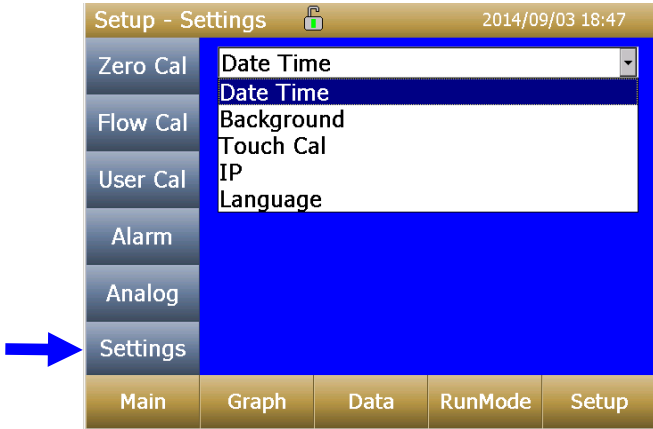 Setup - Settings 2014/09/03 18:47
Zero Cal
Flow Cal
User Cal
Alarm
Analog
Settings
Date Time
Date Time
Background
Touch Cal
IP
Language
Main Graph Data RunMode Setup